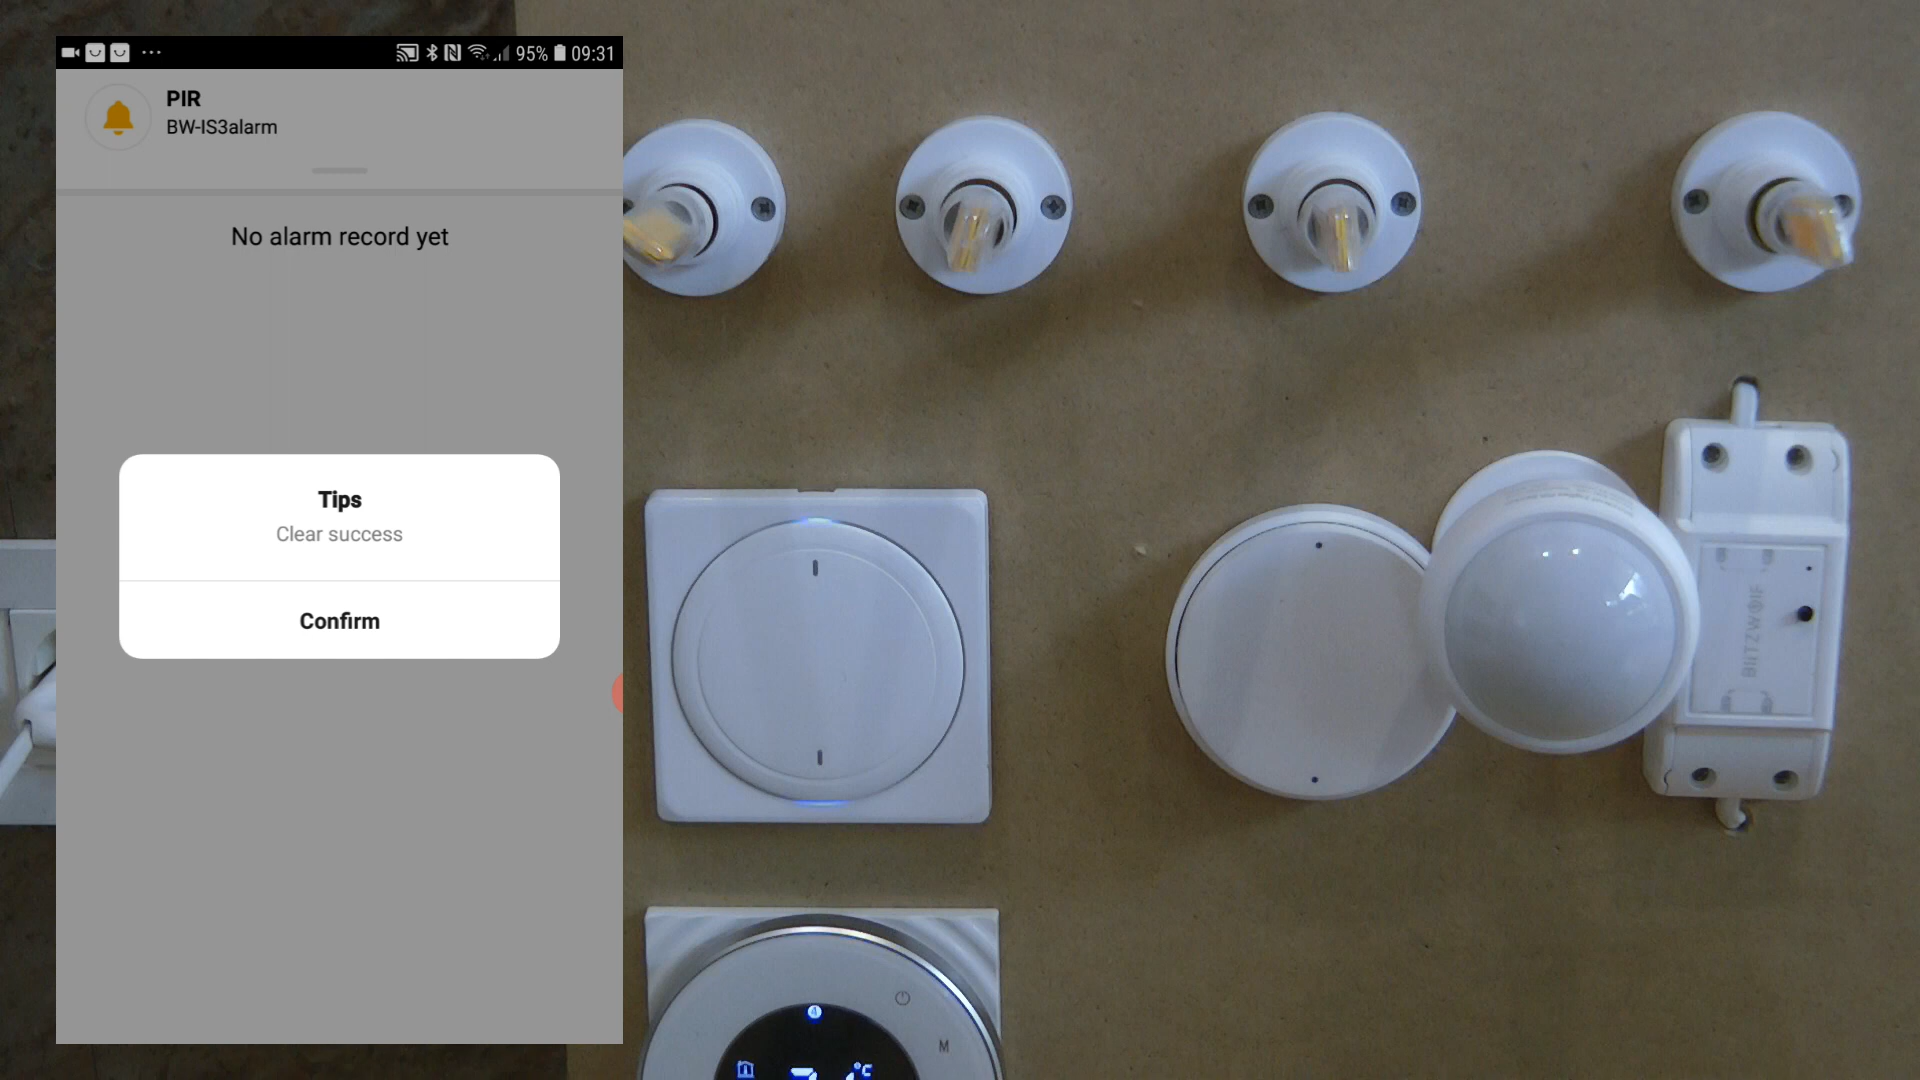 95% 09:31
PIR
BW-IS3alarm
No alarm record yet
Tips
Clear success
Confirm
BLITZWOLF
M
°C